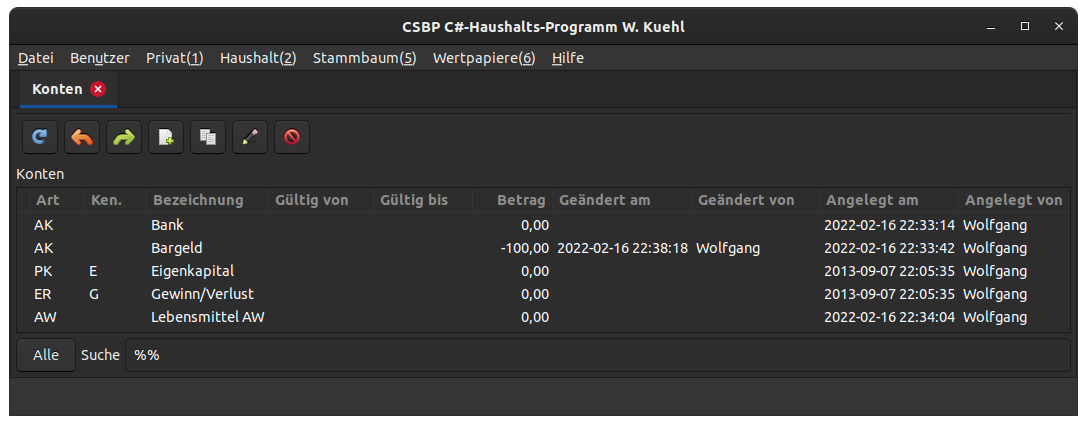 CSBP C#-Haushalts-Programm W. Kuehl
Datei Benutzer Privat(1) Haushalt(2) Stammbaum(5) Wertpapiere(6) Hilfe
Konten
Konten
Art Ken. Bezeichnung Gültig von Gültig bis Betrag Geändert am Geändert von Angelegt am Angelegt von
AK Bank 0,00 2022-02-16 22:33:14 Wolfgang
AK Bargeld -100,00 2022-02-16 22:38:18 Wolfgang 2022-02-16 22:33:42 Wolfgang
PK E Eigenkapital 0,00 2013-09-07 22:05:35 Wolfgang
ER G Gewinn/Verlust 0,00 2013-09-07 22:05:35 Wolfgang
AW Lebensmittel AW 0,00 2022-02-16 22:34:04 Wolfgang
Alle Suche %%